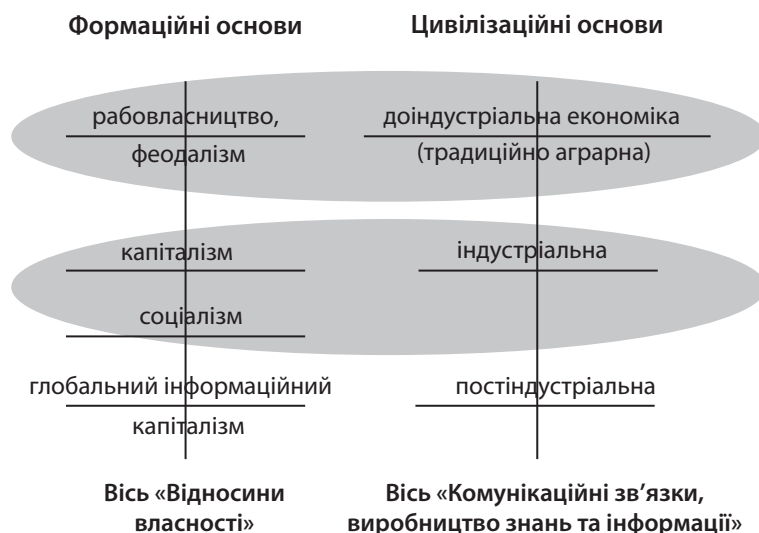 Формаційні основи
Цивілізаційні основи
рабовласництво,
феодалізм
доіндустріальна економіка
(традиційно аграрна)
капіталізм
індустріальна
соціалізм
глобальний інформаційний
капіталізм
постіндустріальна
Вісь «Відносини
власності»
Вісь «Комунікаційні зв’язки,
виробництво знань та інформації»